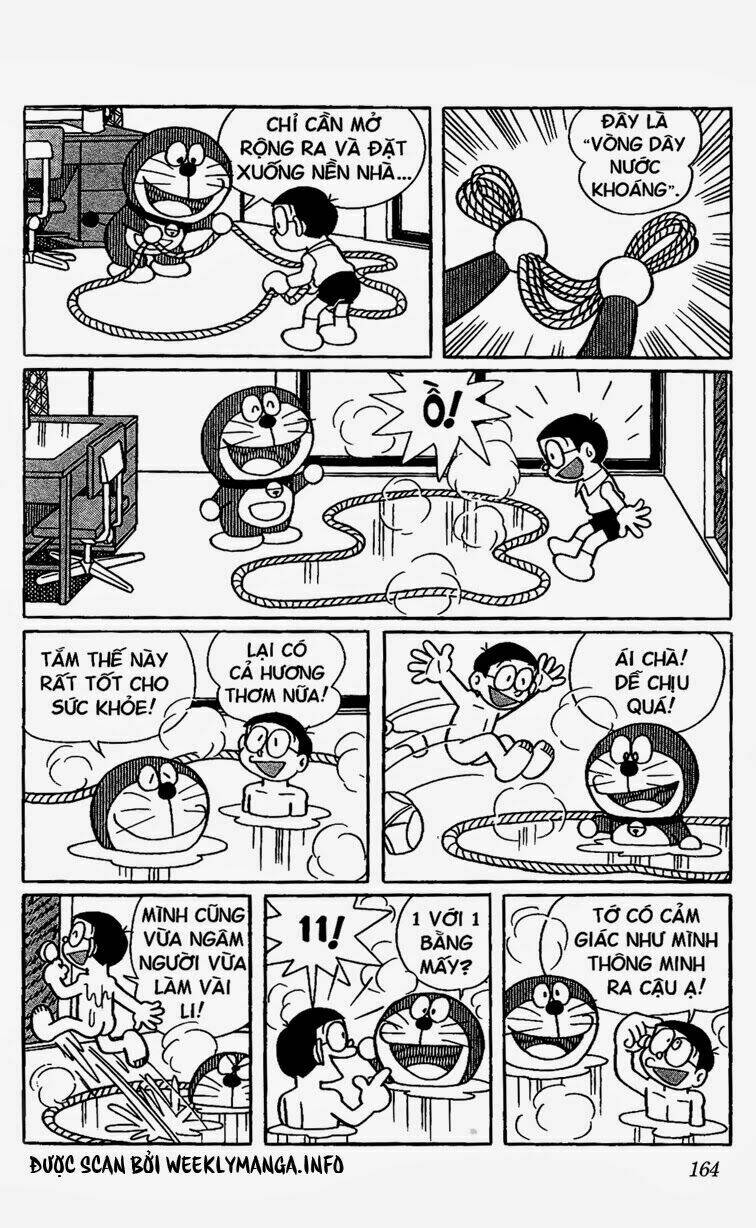 ĐÂY LÀ
"VÒNG DÂY
NƯỚC
KHOÁNG".
CHỈ CẦN MỞ
RỘNG RA VÀ ĐẶT
XUỐNG NỀN NHÀ...
Ồ!
ÁI CHÀ!
DỄ CHỊU
QUÁ!
LẠI CÓ
CẢ HƯƠNG
THƠM NỮA!
TẮM THẾ NÀY
RẤT TỐT CHO
SỨC KHỎE!
TỚ CÓ CẢM
GIÁC NHƯ MÌNH
THÔNG MINH
RA CẬU Ạ!
1 VỚI 1
BẰNG
MẤY?
11!
MÌNH CŨNG
VỪA NGÂM
NGƯỜI VỪA
LÀM VÀI
LI!
ĐƯỢC SCAN BỞI WEEKLYMANGA.INFO
164